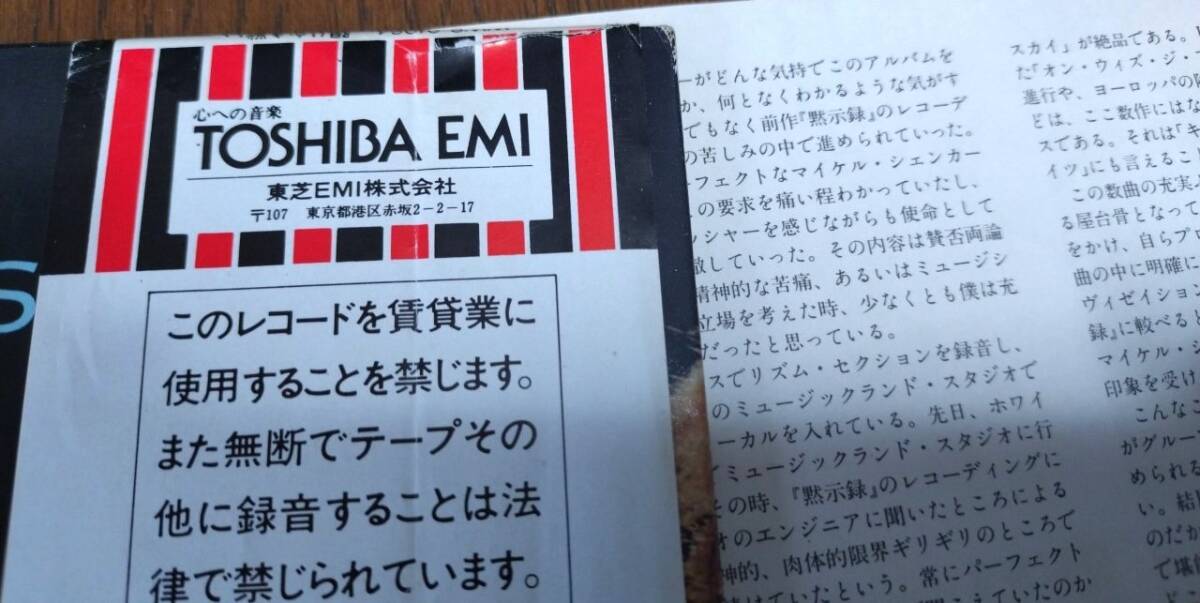 心への音楽
TOSHIBA EMI
東芝EMI株式会社
〒107 東京都港区赤坂2-2-17
このレコードを賃貸業に
使用することを禁じます。
また無断でテープその
他に録音することは法
律で禁じられています。
S
ーがどんな気持でこのアルバムを
か、何となくわかるような気がす
でもなく前作『黙示録』のレコーデ
の苦しみの中で進められていった。
ーフェクトなマイケル・シェンカー
の要求を痛い程わかっていたし、
ッシャーを感じながらも使命として
していった。その内容は賛否両論
精神的な苦痛、あるいはミュージシ
立場を考えた時、少なくとも僕は充
だったと思っている。
スでリズム・セクションを録音し、
のミュージックランド・スタジオで
ーカルを入れている。先日、ホワイ
ミュージックランド・スタジオに行
その時、『黙示録』のレコーディングに
オのエンジニアに聞いたところによる
神的、肉体的限界ギリギリのところで
けていたという。常にパーフェクト
えていたのか
スカイ」が絶品である。
た「オン・ウィズ・ジ・
進行や、ヨーロッパの
どは、ここ数作にはな
スである。それは「キ
イツ」にも言えること
この数曲の充実
る屋台骨となって
をかけ、自らプロ
曲の中に明確に
ヴィゼイション
録』に較べると
マイケル・シ
印象を受け
こんなこ
がグルー
められる
い。結
のだか
で堪